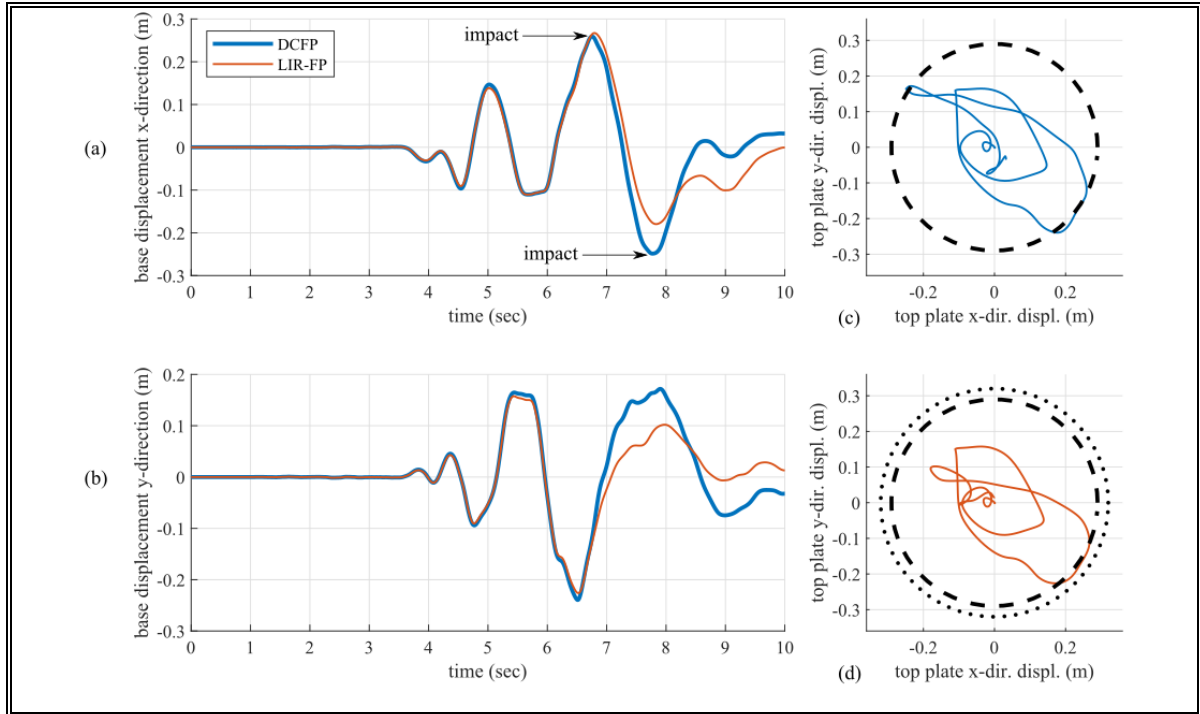 base displacement x-direction (m)
0.3
0.2
0.1
0
-0.1
-0.2
-0.3
DCFP
LIR-FP
impact
impact
(a)
0 1 2 3 4 5 6 7 8 9 10
time (sec)
top plate y-dir. displ. (m)
0.3
0.2
0.1
0
-0.1
-0.2
-0.3
-0.2 0 0.2
(c)
top plate x-dir. displ. (m)
base displacement y-direction (m)
0.2
0.1
0
-0.1
-0.2
-0.3
(b)
0 1 2 3 4 5 6 7 8 9 10
time (sec)
top plate y-dir. displ. (m)
0.3
0.2
0.1
0
-0.1
-0.2
-0.3
-0.2 0 0.2
(d)
top plate x-dir. displ. (m)